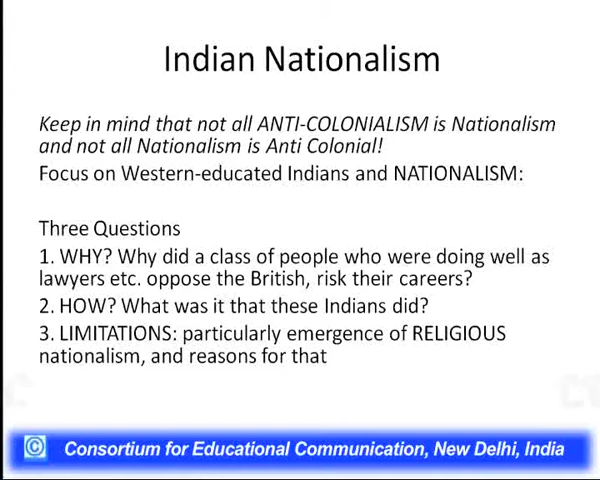 Indian Nationalism
Keep in mind that not all ANTI-COLONIALISM is Nationalism
and not all Nationalism is Anti Colonial!
Focus on Western-educated Indians and NATIONALISM:
Three Questions
1. WHY? Why did a class of people who were doing well as
lawyers etc. oppose the British, risk their careers?
2. HOW? What was it that these Indians did?
3. LIMITATIONS: particularly emergence of RELIGIOUS
nationalism, and reasons for that
© Consortium for Educational Communication, New Delhi, India